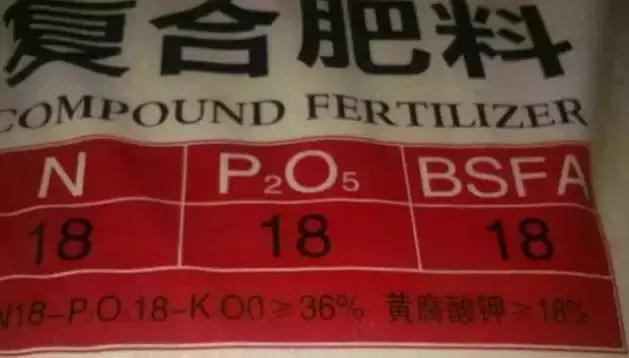 复合肥料
COMPOUND FERTILIZER
N P₂O₅ BSFA
18 18 18
N18-P O 18-K O0≥36% 黄腐酸钾≥18%